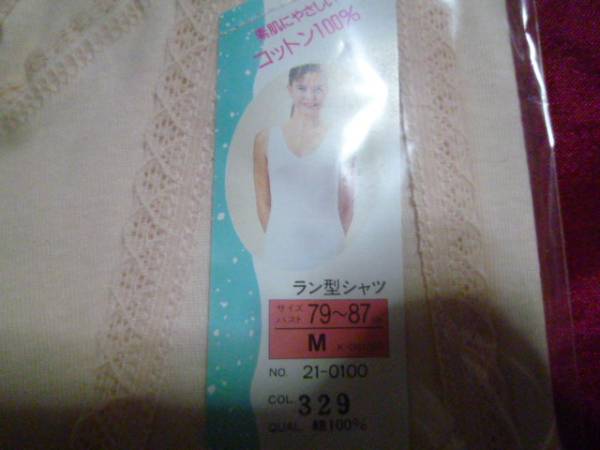 素肌にやさしい
コットン100%
ラン型シャツ
サイズ
バスト 79~87
M
NO. 21-0100
COL. 329
QUAL. 綿100%